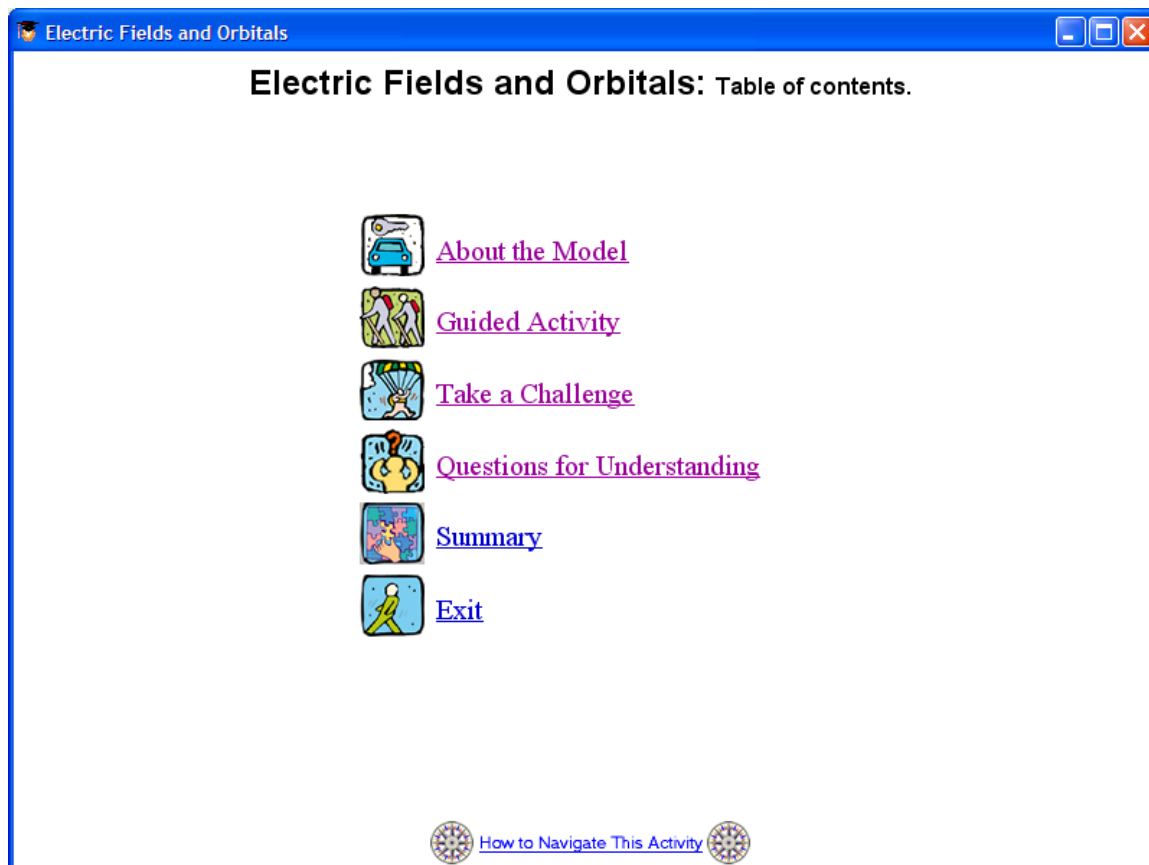 Electric Fields and Orbitals
Electric Fields and Orbitals: Table of contents.
About the Model
Guided Activity
Take a Challenge
Questions for Understanding
Summary
Exit
How to Navigate This Activity